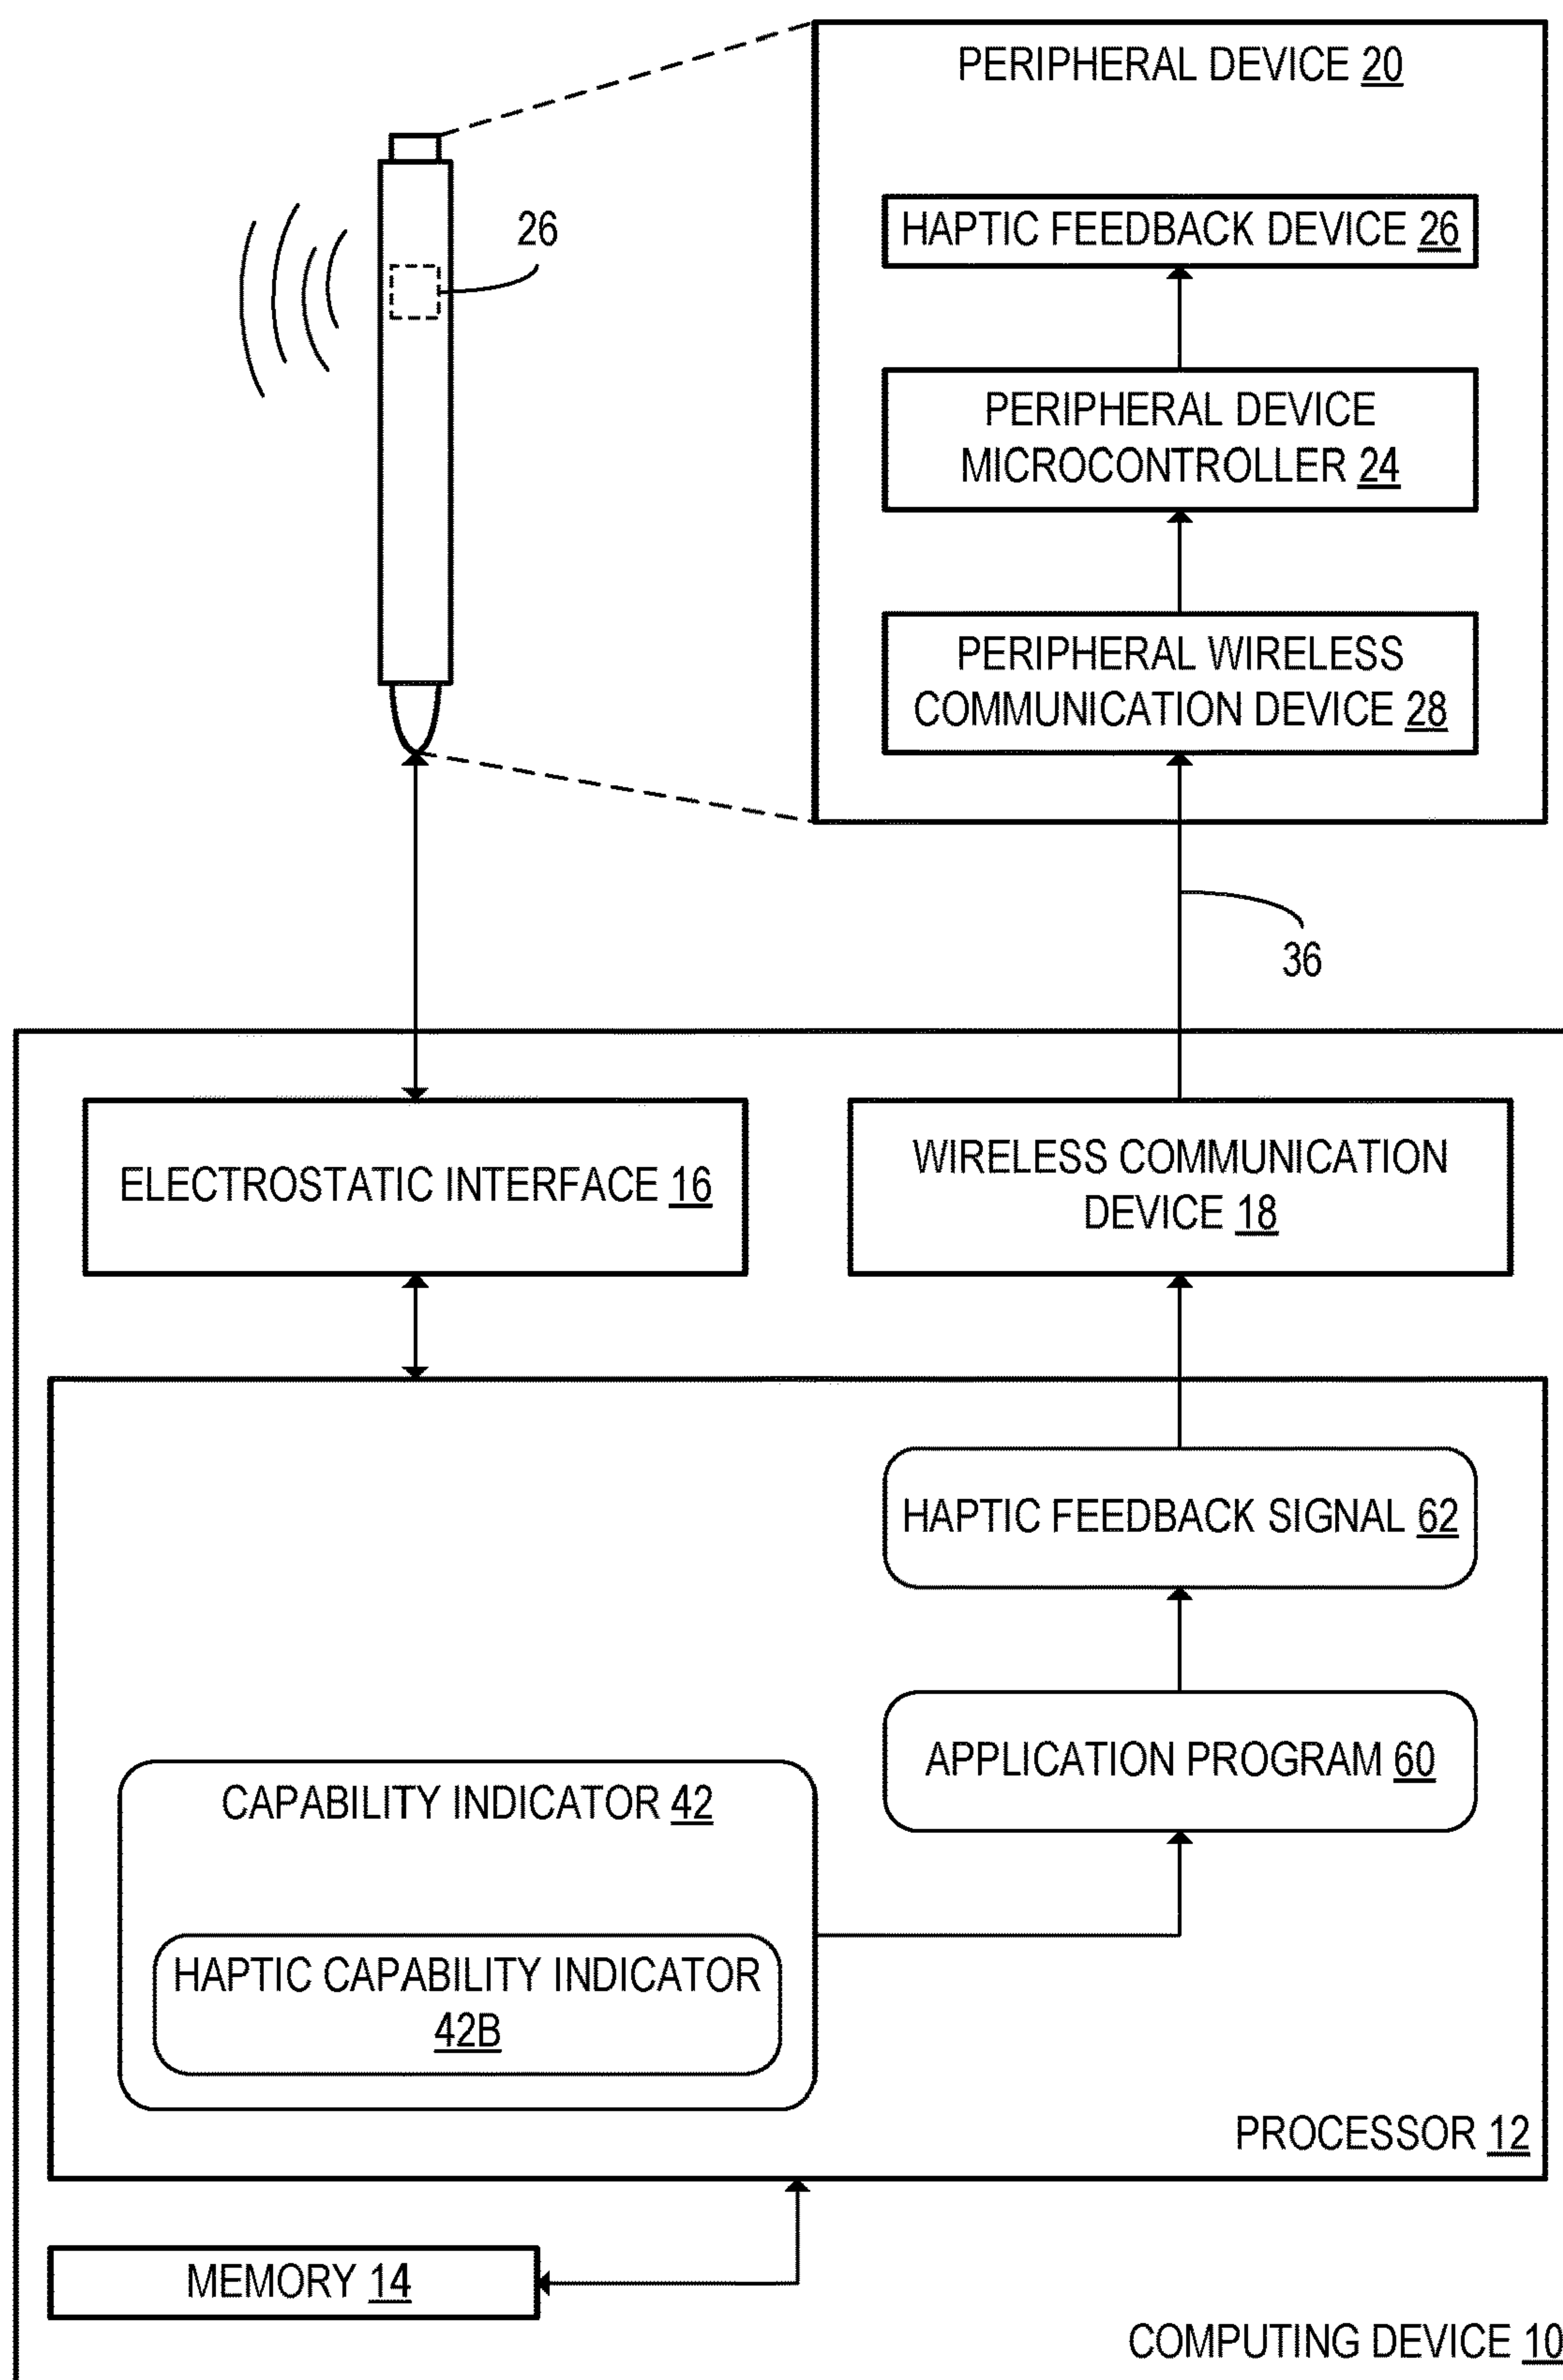 PERIPHERAL DEVICE 20
26
HAPTIC FEEDBACK DEVICE 26
PERIPHERAL DEVICE
MICROCONTROLLER 24
PERIPHERAL WIRELESS
COMMUNICATION DEVICE 28
36
ELECTROSTATIC INTERFACE 16
WIRELESS COMMUNICATION
DEVICE 18
HAPTIC FEEDBACK SIGNAL 62
APPLICATION PROGRAM 60
CAPABILITY INDICATOR 42
HAPTIC CAPABILITY INDICATOR
42B
PROCESSOR 12
MEMORY 14
COMPUTING DEVICE 10